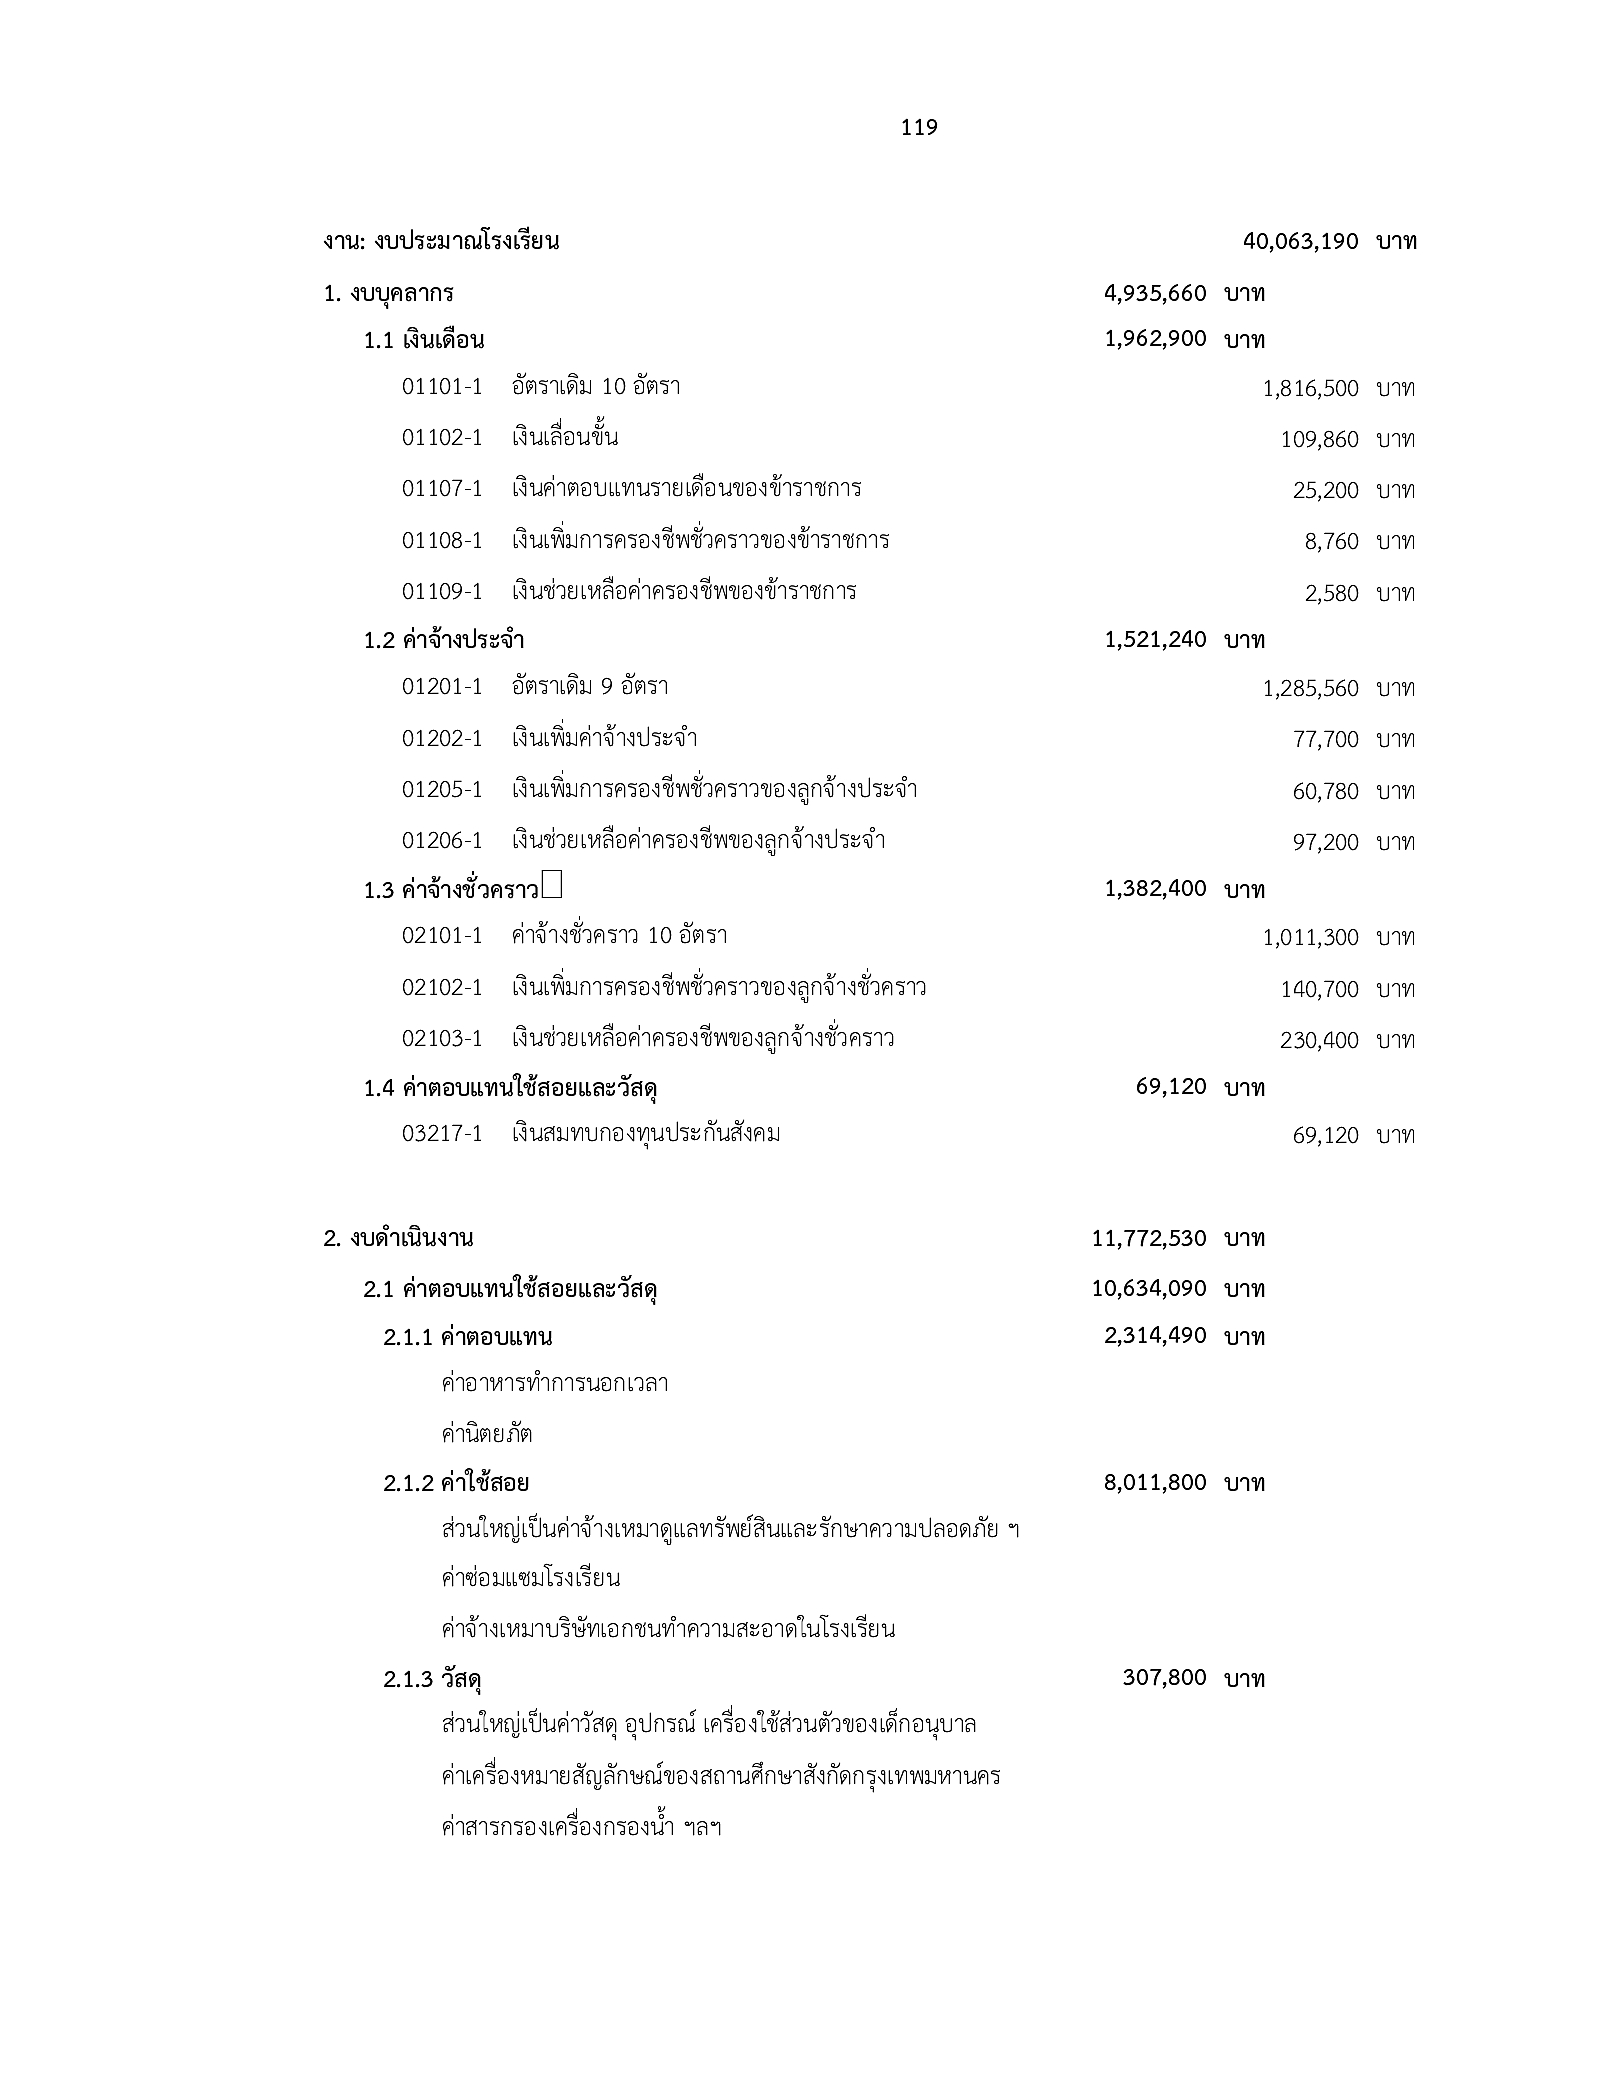 119
งาน: งบประมาณโรงเรียน 40,063,190 บาท
1. งบบุคลากร 4,935,660 บาท
1.1 เงินเดือน 1,962,900 บาท
01101-1 อัตราเดิม 10 อัตรา 1,816,500 บาท
01102-1 เงินเลื่อนขั้น 109,860 บาท
01107-1 เงินค่าตอบแทนรายเดือนของข้าราชการ 25,200 บาท
01108-1 เงินเพิ่มการครองชีพชั่วคราวของข้าราชการ 8,760 บาท
01109-1 เงินช่วยเหลือค่าครองชีพของข้าราชการ 2,580 บาท
1.2 ค่าจ้างประจำ 1,521,240 บาท
01201-1 อัตราเดิม 9 อัตรา 1,285,560 บาท
01202-1 เงินเพิ่มค่าจ้างประจำ 77,700 บาท
01205-1 เงินเพิ่มการครองชีพชั่วคราวของลูกจ้างประจำ 60,780 บาท
01206-1 เงินช่วยเหลือค่าครองชีพของลูกจ้างประจำ 97,200 บาท
1.3 ค่าจ้างชั่วคราว 1,382,400 บาท
02101-1 ค่าจ้างชั่วคราว 10 อัตรา 1,011,300 บาท
02102-1 เงินเพิ่มการครองชีพชั่วคราวของลูกจ้างชั่วคราว 140,700 บาท
02103-1 เงินช่วยเหลือค่าครองชีพของลูกจ้างชั่วคราว 230,400 บาท
1.4 ค่าตอบแทนใช้สอยและวัสดุ 69,120 บาท
03217-1 เงินสมทบกองทุนประกันสังคม 69,120 บาท
2. งบดำเนินงาน 11,772,530 บาท
2.1 ค่าตอบแทนใช้สอยและวัสดุ 10,634,090 บาท
2.1.1 ค่าตอบแทน 2,314,490 บาท
ค่าอาหารทำการนอกเวลา
ค่านิตยภัต
2.1.2 ค่าใช้สอย 8,011,800 บาท
ส่วนใหญ่เป็นค่าจ้างเหมาดูแลทรัพย์สินและรักษาความปลอดภัย ฯ
ค่าซ่อมแซมโรงเรียน
ค่าจ้างเหมาบริษัทเอกชนทำความสะอาดในโรงเรียน
2.1.3 วัสดุ 307,800 บาท
ส่วนใหญ่เป็นค่าวัสดุ อุปกรณ์ เครื่องใช้ส่วนตัวของเด็กอนุบาล
ค่าเครื่องหมายสัญลักษณ์ของสถานศึกษาสังกัดกรุงเทพมหานคร
ค่าสารกรองเครื่องกรองน้ำ ฯลฯ